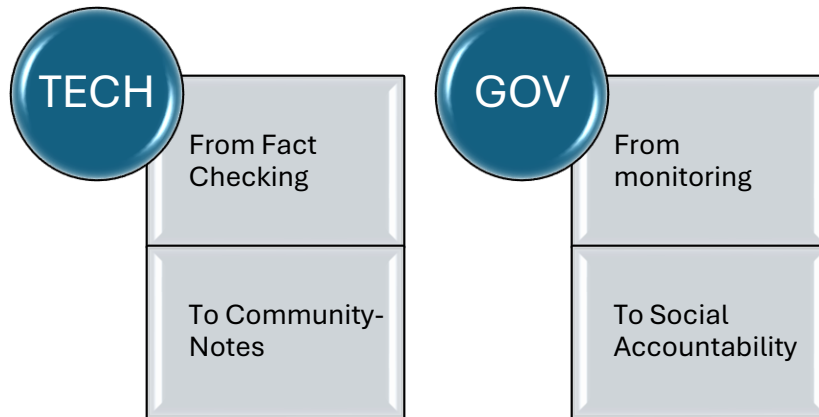 TECH
From Fact
Checking
To Community-
Notes
GOV
From
monitoring
To Social
Accountability